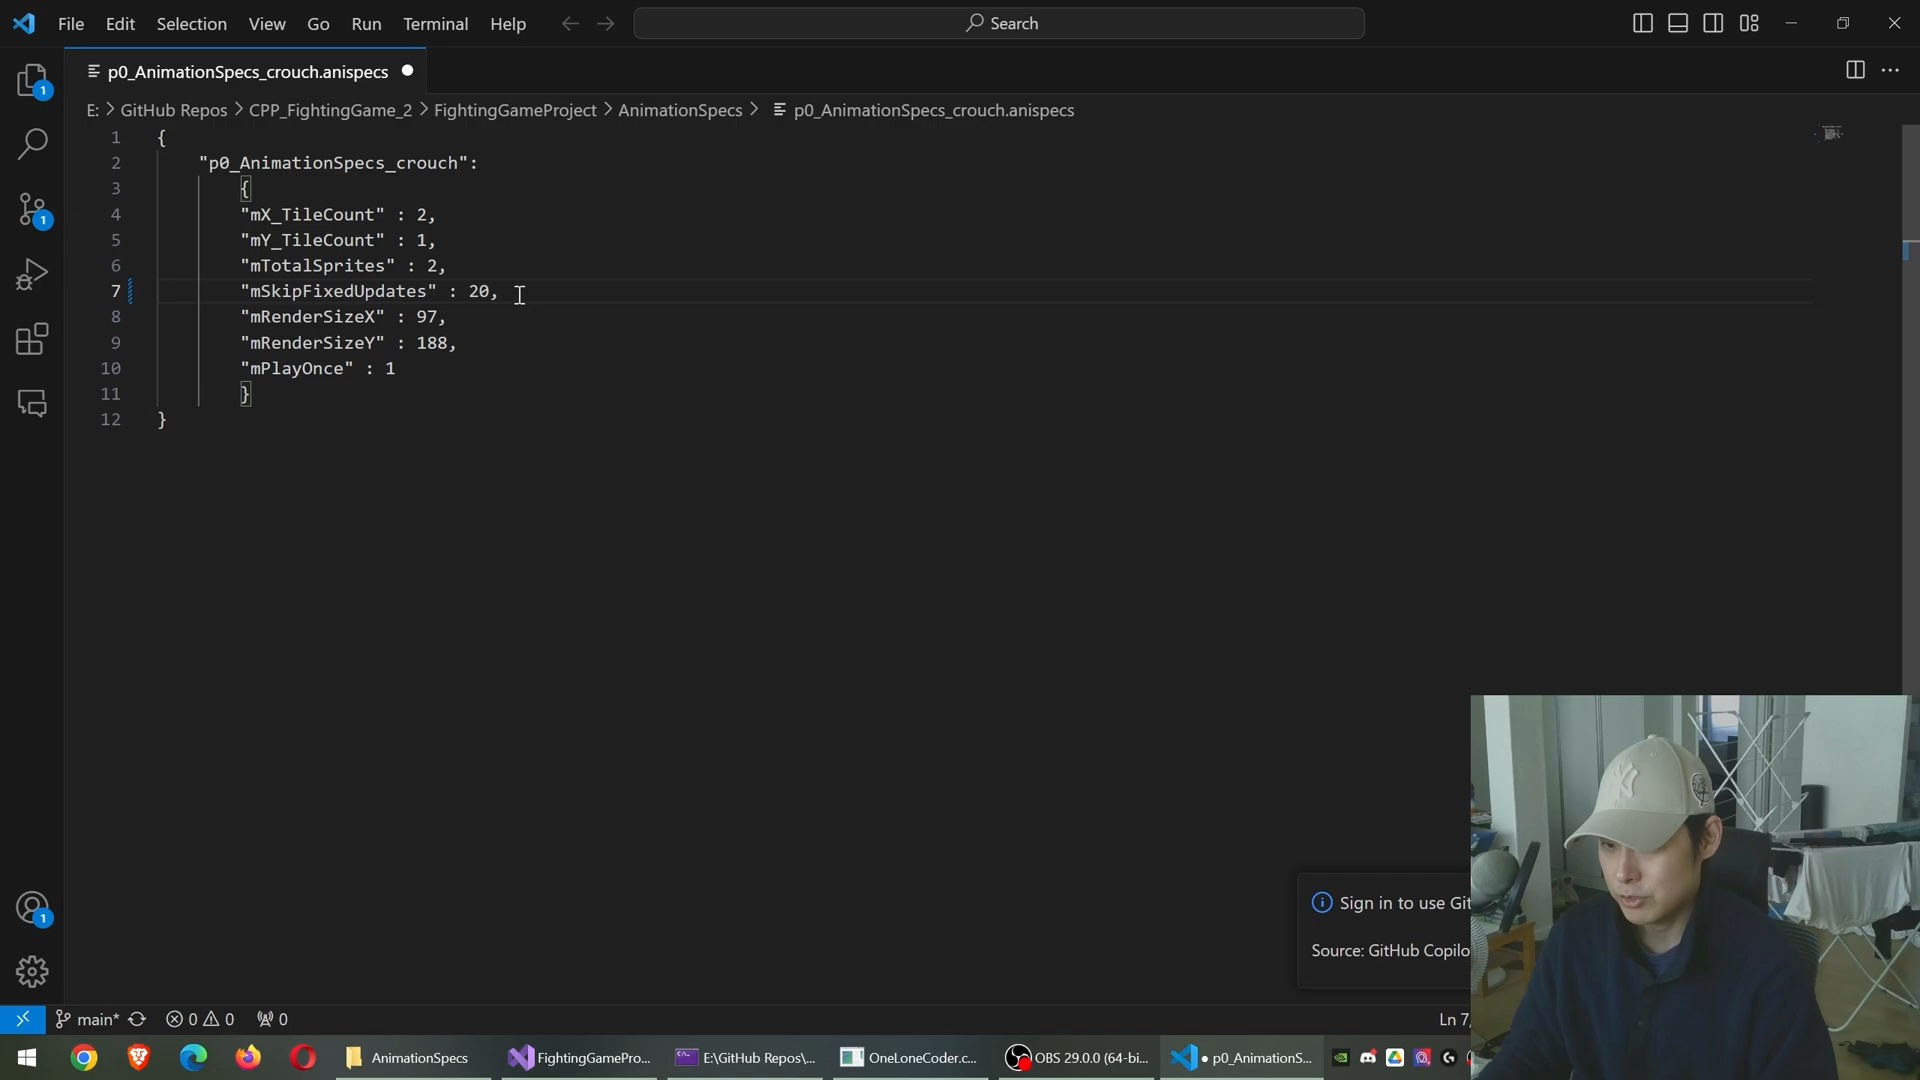 File Edit Selection View Go Run Terminal Help Search
p0_AnimationSpecs_crouch.anispecs
E: > GitHub Repos > CPP_FightingGame_2 > FightingGameProject > AnimationSpecs > p0_AnimationSpecs_crouch.anispecs
1 {
2 "p0_AnimationSpecs_crouch":
3 {
4 "mX_TileCount" : 2,
5 "mY_TileCount" : 1,
6 "mTotalSprites" : 2,
7 "mSkipFixedUpdates" : 20,
8 "mRenderSizeX" : 97,
9 "mRenderSizeY" : 188,
10 "mPlayOnce" : 1
11 }
12 }
1
1
1
Sign in to use Git
Source: GitHub Copilo
main* 0 0 0 Ln 7,
AnimationSpecs FightingGamePro... E:\GitHub Repos\... OneLoneCoder.c... OBS 29.0.0 (64-bi... p0_AnimationS...